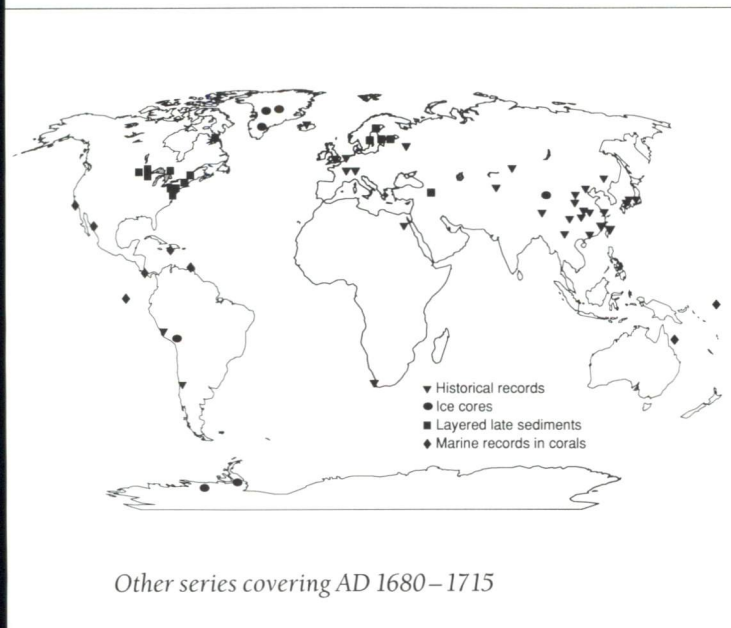 Historical records
Ice cores
Layered late sediments
Marine records in corals
Other series covering AD 1680–1715